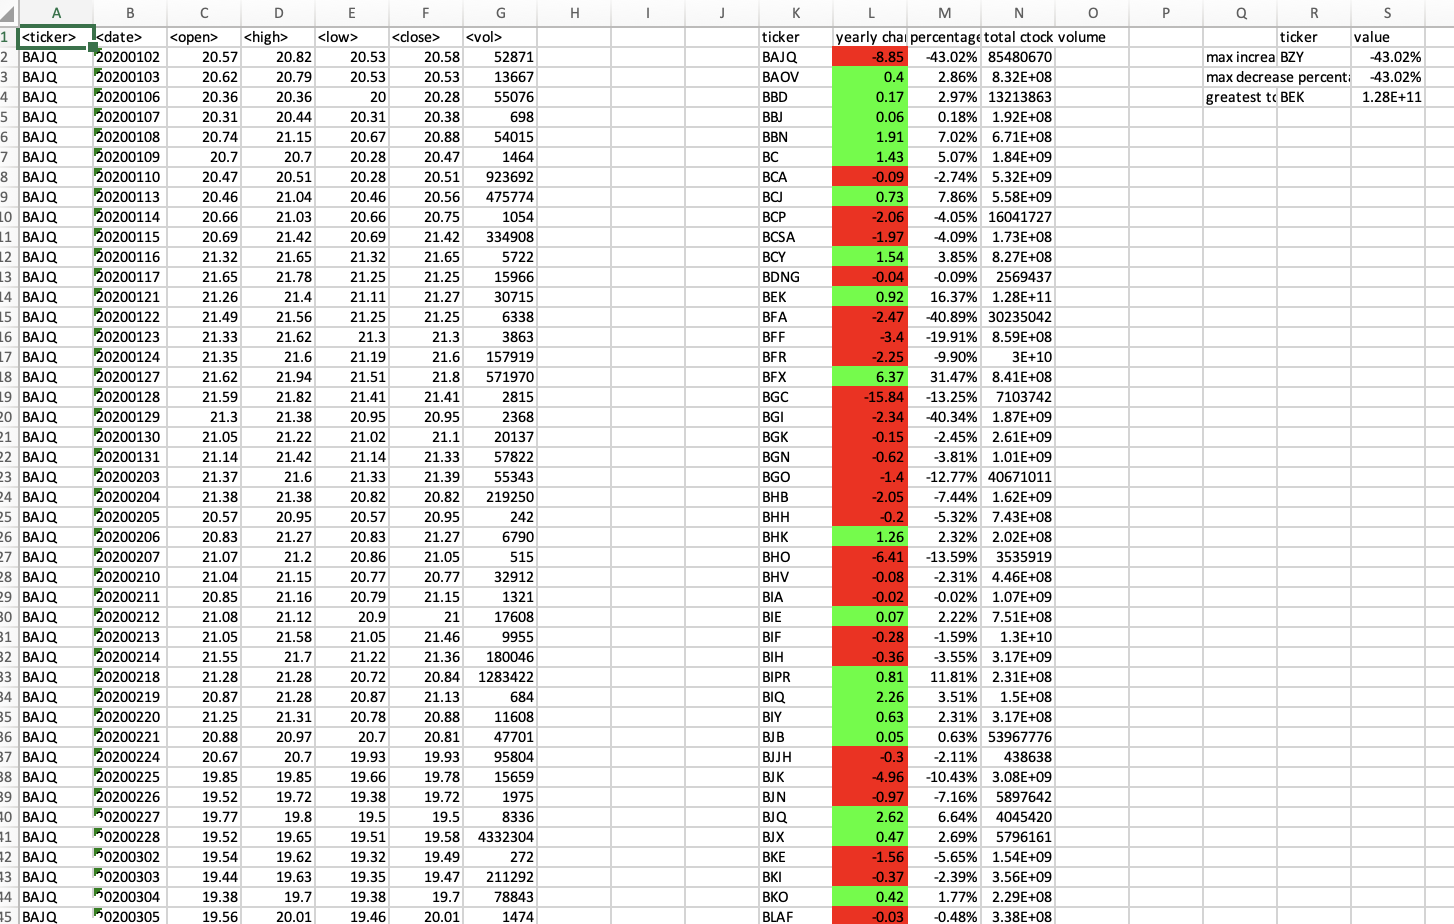 A B C D E F G H I J K L M N O P Q R S
1 <ticker> <date> <open> <high> <low> <close> <vol> ticker yearly char percentage total ctock volume ticker value
2 BAJQ 20200102 20.57 20.82 20.53 20.58 52871 BAJQ -8.85 -43.02% 85480670 max increa BZY -43.02%
3 BAJQ 20200103 20.62 20.79 20.53 20.53 13667 BAOV 0.4 2.86% 8.32E+08 max decrease percenta -43.02%
4 BAJQ 20200106 20.36 20.36 20 20.28 55076 BBD 0.17 2.97% 13213863 greatest to BEK 1.28E+11
5 BAJQ 20200107 20.31 20.44 20.31 20.38 698 BBJ 0.06 0.18% 1.92E+08
6 BAJQ 20200108 20.74 21.15 20.67 20.88 54015 BBN 1.91 7.02% 6.71E+08
7 BAJQ 20200109 20.7 20.7 20.28 20.47 1464 BC 1.43 5.07% 1.84E+09
8 BAJQ 20200110 20.47 20.51 20.28 20.51 923692 BCA -0.09 -2.74% 5.32E+09
9 BAJQ 20200113 20.46 21.04 20.46 20.56 475774 BCJ 0.73 7.86% 5.58E+09
10 BAJQ 20200114 20.66 21.03 20.66 20.75 1054 BCP -2.06 -4.05% 16041727
11 BAJQ 20200115 20.69 21.42 20.69 21.42 334908 BCSA -1.97 -4.09% 1.73E+08
12 BAJQ 20200116 21.32 21.65 21.32 21.65 5722 BCY 1.54 3.85% 8.27E+08
13 BAJQ 20200117 21.65 21.78 21.25 21.25 15966 BDNG -0.04 -0.09% 2569437
14 BAJQ 20200121 21.26 21.4 21.11 21.27 30715 BEK 0.92 16.37% 1.28E+11
15 BAJQ 20200122 21.49 21.56 21.25 21.25 6338 BFA -2.47 -40.89% 30235042
16 BAJQ 20200123 21.33 21.62 21.3 21.3 3863 BFF -3.4 -19.91% 8.59E+08
17 BAJQ 20200124 21.35 21.6 21.19 21.6 157919 BFR -2.25 -9.90% 3E+10
18 BAJQ 20200127 21.62 21.94 21.51 21.8 571970 BFX 6.37 31.47% 8.41E+08
19 BAJQ 20200128 21.59 21.82 21.41 21.41 2815 BGC -15.84 -13.25% 7103742
20 BAJQ 20200129 21.3 21.38 20.95 20.95 2368 BGI -2.34 -40.34% 1.87E+09
21 BAJQ 20200130 21.05 21.22 21.02 21.1 20137 BGK -0.15 -2.45% 2.61E+09
22 BAJQ 20200131 21.14 21.42 21.14 21.33 57822 BGN -0.62 -3.81% 1.01E+09
23 BAJQ 20200203 21.37 21.6 21.33 21.39 55343 BGO -1.4 -12.77% 40671011
24 BAJQ 20200204 21.38 21.38 20.82 20.82 219250 BHB -2.05 -7.44% 1.62E+09
25 BAJQ 20200205 20.57 20.95 20.57 20.95 242 BHH -0.2 -5.32% 7.43E+08
26 BAJQ 20200206 20.83 21.27 20.83 21.27 6790 BHK 1.26 2.32% 2.02E+08
27 BAJQ 20200207 21.07 21.2 20.86 21.05 515 BHO -6.41 -13.59% 3535919
28 BAJQ 20200210 21.04 21.15 20.77 20.77 32912 BHV -0.08 -2.31% 4.46E+08
29 BAJQ 20200211 20.85 21.16 20.79 21.15 1321 BIA -0.02 -0.02% 1.07E+09
30 BAJQ 20200212 21.08 21.12 20.9 21 17608 BIE 0.07 2.22% 7.51E+08
31 BAJQ 20200213 21.05 21.58 21.05 21.46 9955 BIF -0.28 -1.59% 1.3E+10
32 BAJQ 20200214 21.55 21.7 21.22 21.36 180046 BIH -0.36 -3.55% 3.17E+09
33 BAJQ 20200218 21.28 21.28 20.72 20.84 1283422 BIPR 0.81 11.81% 2.31E+08
34 BAJQ 20200219 20.87 21.28 20.87 21.13 684 BIQ 2.26 3.51% 1.5E+08
35 BAJQ 20200220 21.25 21.31 20.78 20.88 11608 BIY 0.63 2.31% 3.17E+08
36 BAJQ 20200221 20.88 20.97 20.7 20.81 47701 BJB 0.05 0.63% 53967776
37 BAJQ 20200224 20.67 20.7 19.93 19.93 95804 BJJH -0.3 -2.11% 438638
38 BAJQ 20200225 19.85 19.85 19.66 19.78 15659 BJK -4.96 -10.43% 3.08E+09
39 BAJQ 20200226 19.52 19.72 19.38 19.72 1975 BJN -0.97 -7.16% 5897642
40 BAJQ 20200227 19.77 19.8 19.5 19.5 8336 BJQ 2.62 6.64% 4045420
41 BAJQ 20200228 19.52 19.65 19.51 19.58 4332304 BJX 0.47 2.69% 5796161
42 BAJQ 20200302 19.54 19.62 19.32 19.49 272 BKE -1.56 -5.65% 1.54E+09
43 BAJQ 20200303 19.44 19.63 19.35 19.47 211292 BKI -0.37 -2.39% 3.56E+09
44 BAJQ 20200304 19.38 19.7 19.38 19.7 78843 BKO 0.42 1.77% 2.29E+08
45 BAJQ 20200305 19.56 20.01 19.46 20.01 1474 BLAF -0.03 -0.48% 3.38E+08